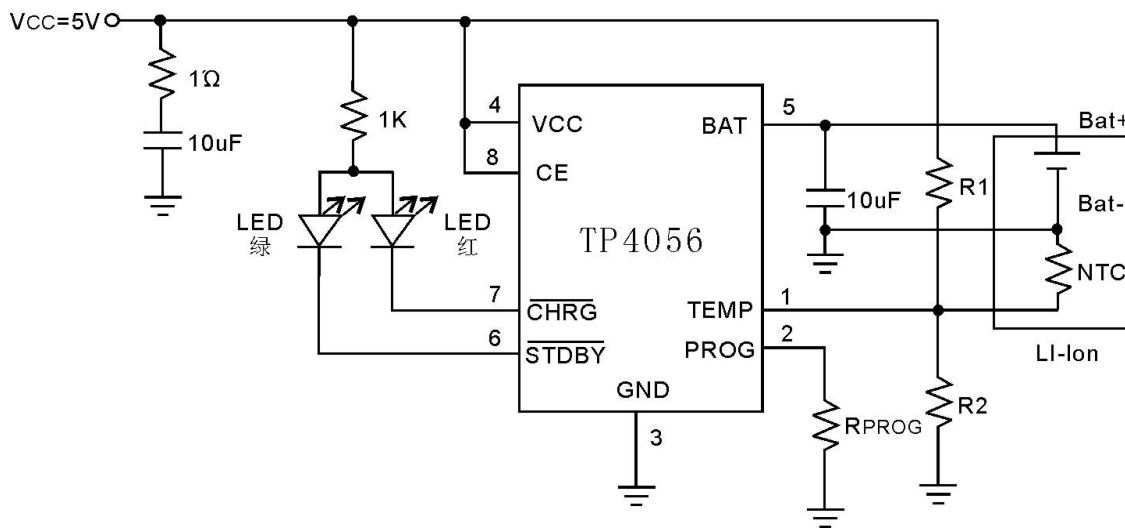 VCC=5V
1Ω
10uF
1K
LED
绿
LED
红
4
VCC
8
CE
TP4056
7
CHRG
6
STDBY
GND
3
BAT
5
TEMP
1
PROG
2
10uF
R1
R2
RPROG
Bat+
Bat-
NTC
LI-Ion